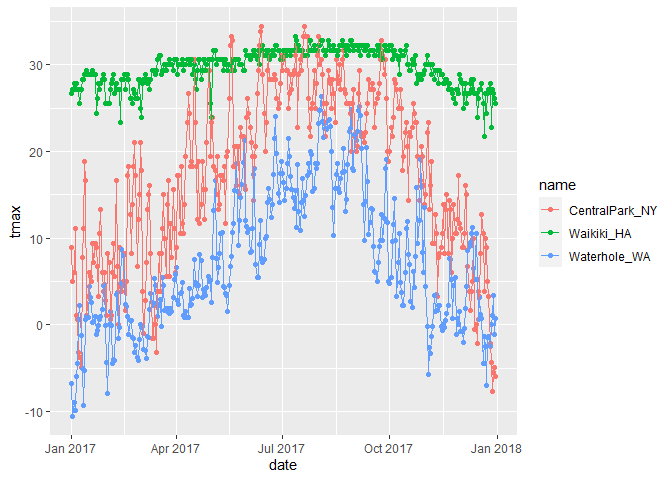 30
20
10
0
-10
tmax
Jan 2017
Apr 2017
Jul 2017
Oct 2017
Jan 2018
date
name
CentralPark_NY
Waikiki_HA
Waterhole_WA